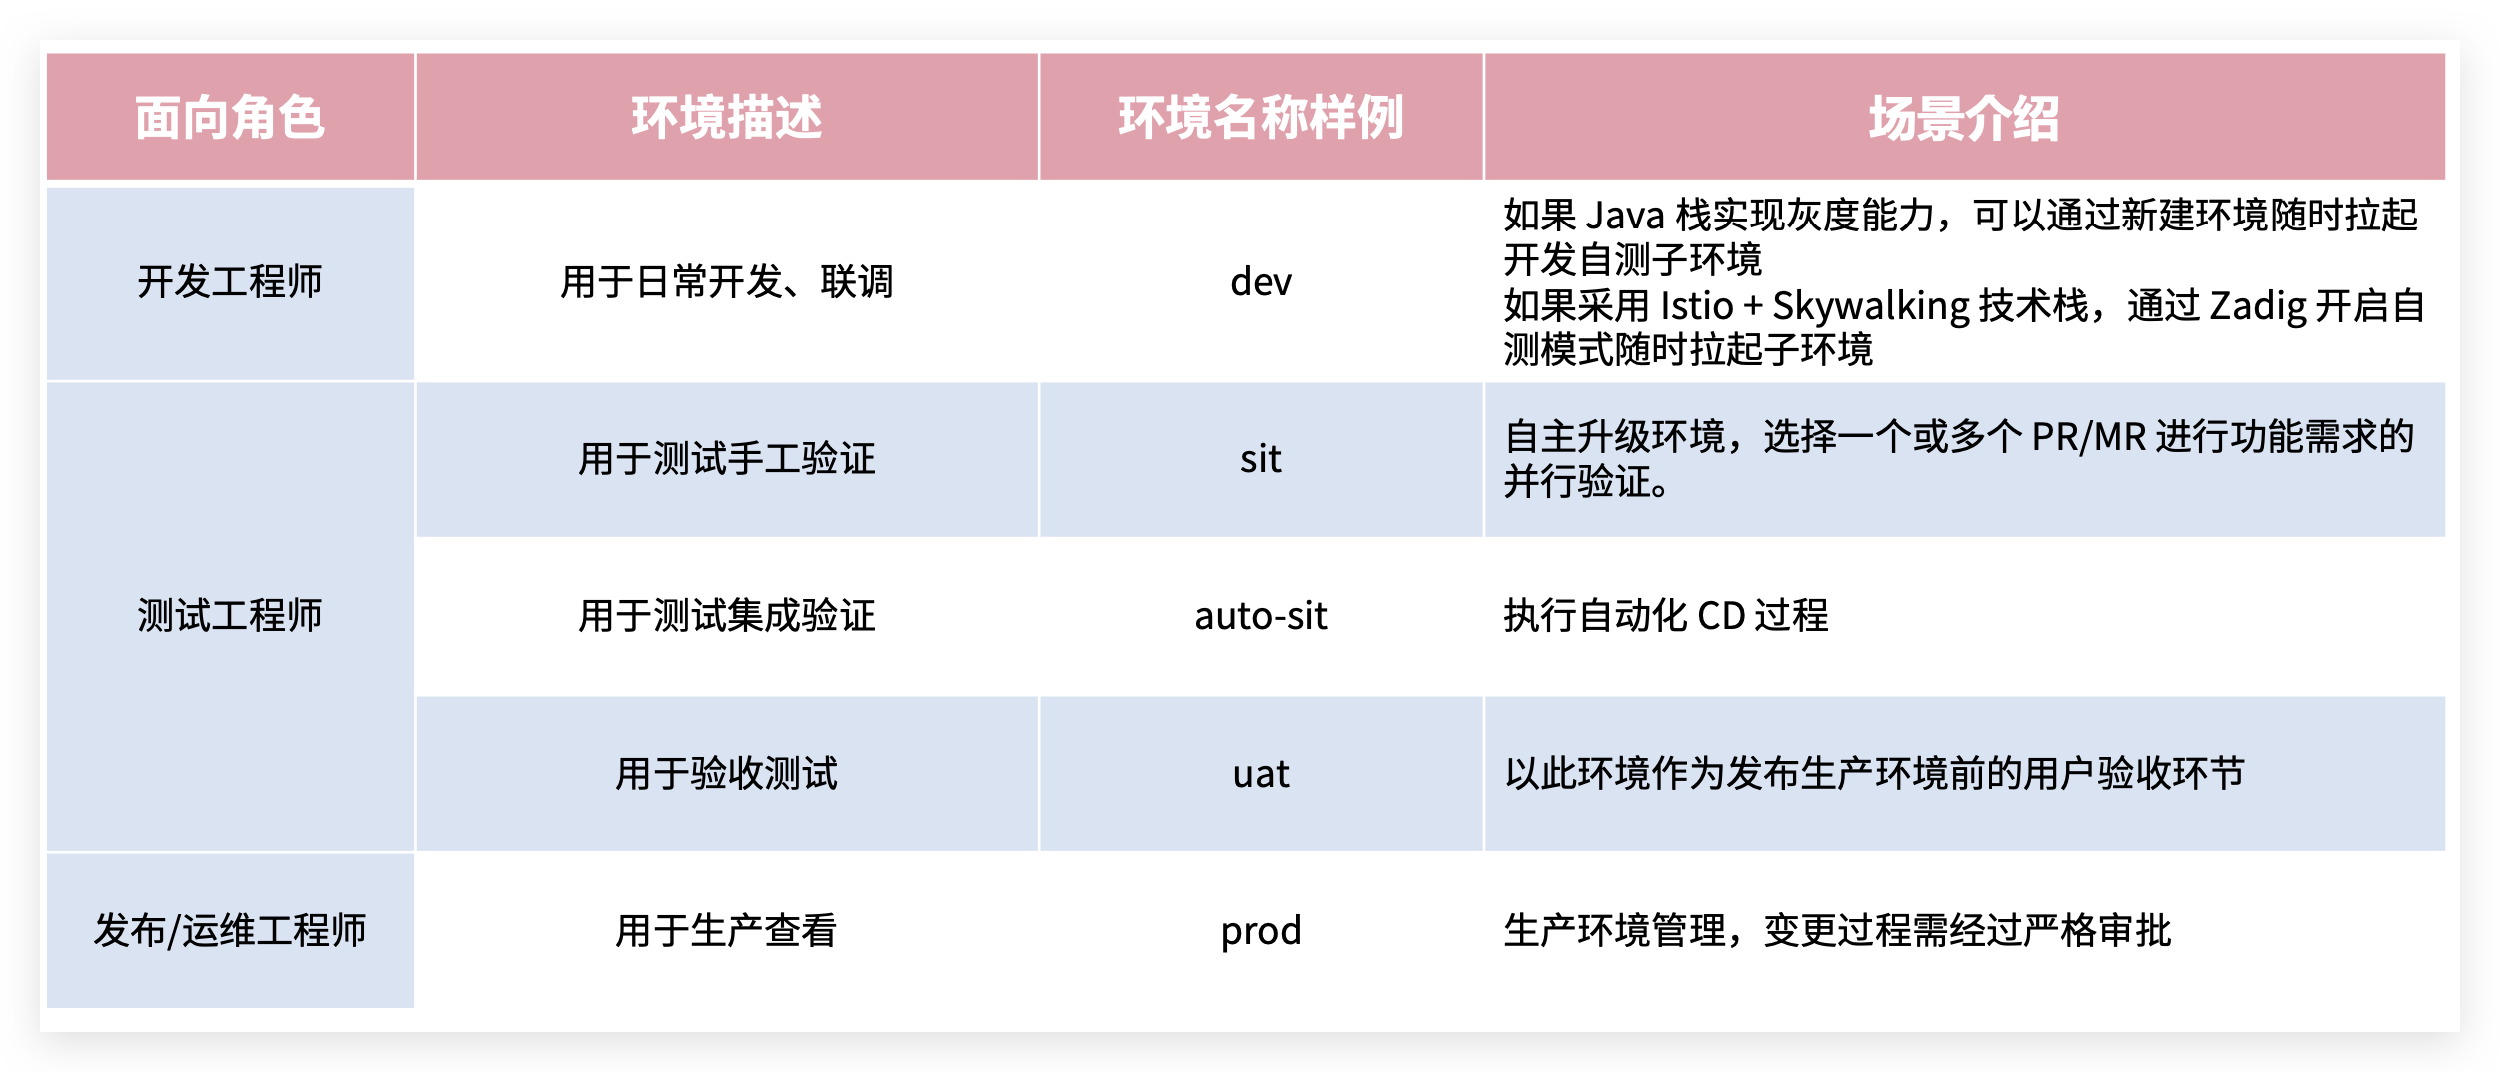 面向角色
环境描述
环境名称样例
场景介绍
开发工程师
用于日常开发、联调
dev
如果 Java 栈实现灰度能力，可以通过搭建环境随时拉起
开发自测子环境
如果采用 Istio + Skywalking 技术栈，通过 Zadig 开启自
测模式随时拉起子环境
测试工程师
用于测试手工验证
sit
自主升级环境，选择一个或多个 PR/MR 进行功能需求的
并行验证。
用于测试集成验证
auto-sit
执行自动化 CD 过程
用于验收测试
uat
以此环境作为发布生产环境前的用户验收环节
发布/运维工程师
用于生产查看
prod
生产环境管理，变更过程需经过严格审批